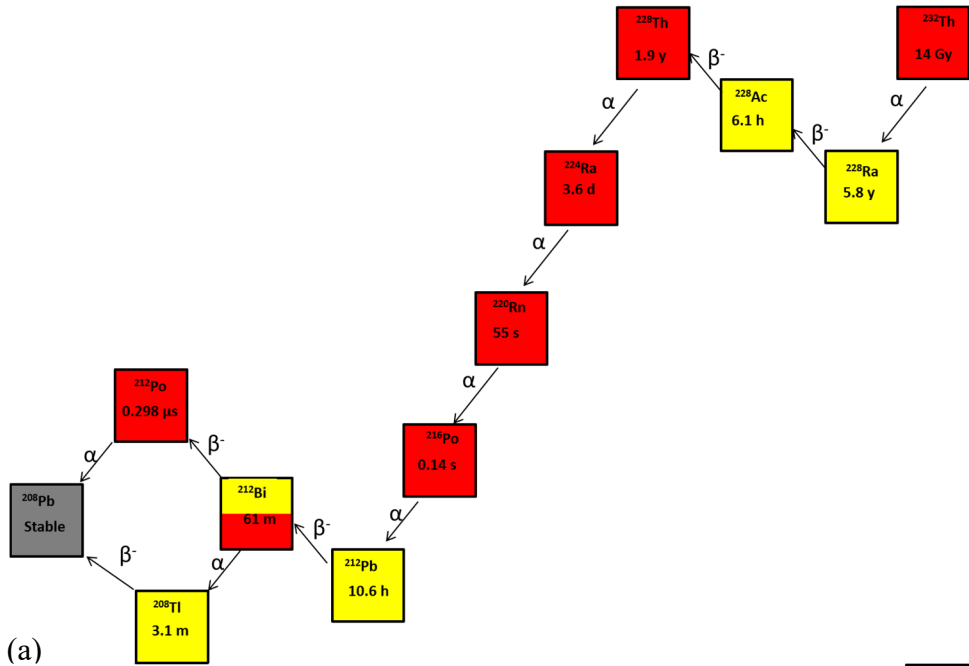 ²²⁸Th
1.9 y
²³²Th
14 Gy
β⁻
α
²²⁸Ac
6.1 h
α
β⁻
²²⁴Ra
3.6 d
²²⁸Ra
5.8 y
α
²²⁰Rn
55 s
α
²¹²Po
0.298 µs
²¹⁶Po
0.14 s
β⁻
α
²⁰⁸Pb
Stable
²¹²Bi
61 m
β⁻
α
β⁻
α
²¹²Pb
10.6 h
²⁰⁸Tl
3.1 m
(a)